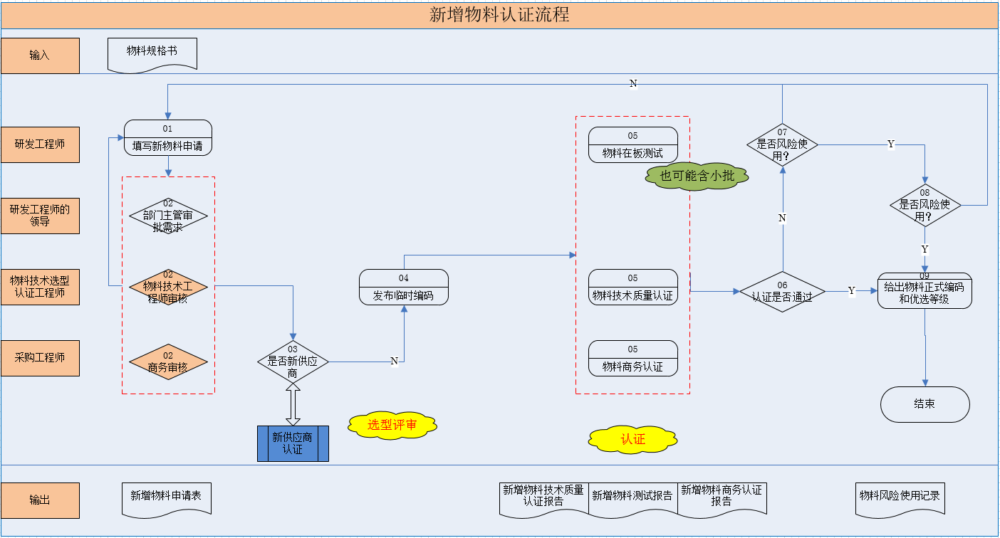 新增物料认证流程
输入
物料规格书
N
研发工程师
01
填写新物料申请
05
物料在板测试
也可能含小批
07
是否风险使
用？
Y
研发工程师的
领导
02
部门主管审
批需求
N
08
是否风险使
用？
Y
物料技术选型
认证工程师
02
物料技术工
程师审核
04
发布临时编码
05
物料技术质量认证
06
认证是否通过
Y
09
给出物料正式编码
和优选等级
采购工程师
02
商务审核
03
是否新供应
商
N
05
物料商务认证
结束
新供应商
认证
选型评审
认证
输出
新增物料申请表
新增物料技术质量
认证报告
新增物料测试报告
新增物料商务认证
报告
物料风险使用记录